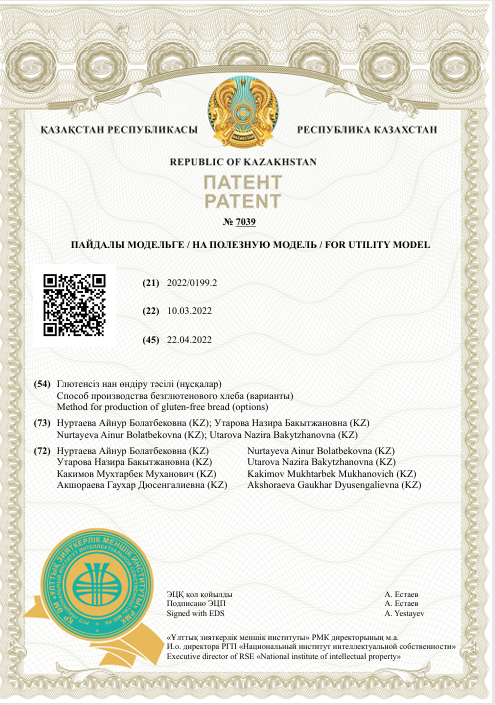 ҚАЗАҚСТАН РЕСПУБЛИКАСЫ
РЕСПУБЛИКА КАЗАХСТАН
REPUBLIC OF KAZAKHSTAN
ПАТЕНТ
PATENT
№ 7039
ПАЙДАЛЫ МОДЕЛЬГЕ / НА ПОЛЕЗНУЮ МОДЕЛЬ / FOR UTILITY MODEL
(21) 2022/0199.2
(22) 10.03.2022
(45) 22.04.2022
(54) Глютенсіз нан өндіру тәсілі (нұсқалар)
Способ производства безглютенового хлеба (варианты)
Method for production of gluten-free bread (options)
(73) Нуртаева Айнур Болатбековна (KZ); Утарова Назира Бакытжановна (KZ)
Nurtayeva Ainur Bolatbekovna (KZ); Utarova Nazira Bakytzhanovna (KZ)
(72) Нуртаева Айнур Болатбековна (KZ) Nurtayeva Ainur Bolatbekovna (KZ)
Утарова Назира Бакытжановна (KZ) Utarova Nazira Bakytzhanovna (KZ)
Какимов Мухтарбек Муханович (KZ) Kakimov Mukhtarbek Mukhanovich (KZ)
Акшораева Гаухар Дюсенгалиевна (KZ) Akshoraeva Gaukhar Dyusengalievna (KZ)
ЭЦҚ қол қойылды А. Естаев
Подписано ЭЦП А. Естаев
Signed with EDS A. Yestayev
«Ұлттық зияткерлік меншік институты» РМК директорының м.а.
И.о. директора РГП «Национальный институт интеллектуальной собственности»
Executive director of RSE «National institute of intellectual property»